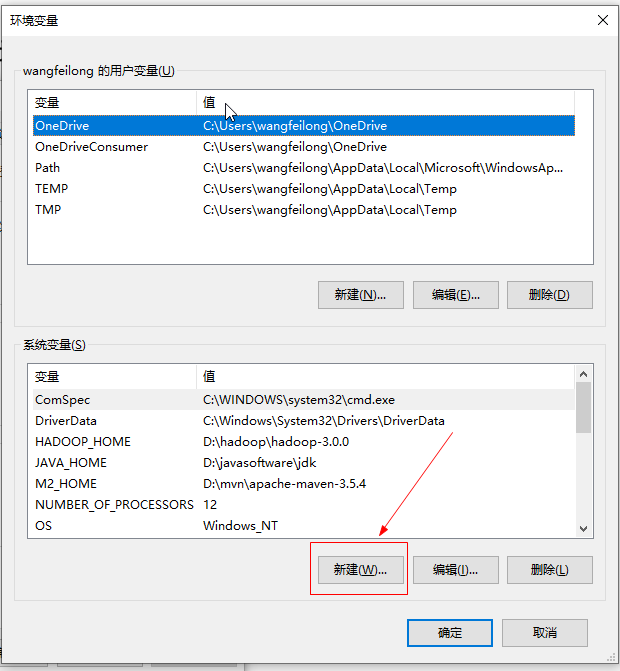 环境变量
wangfeilong 的用户变量(U)
变量 值
OneDrive C:\Users\wangfeilong\OneDrive
OneDriveConsumer C:\Users\wangfeilong\OneDrive
Path C:\Users\wangfeilong\AppData\Local\Microsoft\WindowsAp...
TEMP C:\Users\wangfeilong\AppData\Local\Temp
TMP C:\Users\wangfeilong\AppData\Local\Temp
新建(N)... 编辑(E)... 删除(D)
系统变量(S)
变量 值
ComSpec C:\WINDOWS\system32\cmd.exe
DriverData C:\Windows\System32\Drivers\DriverData
HADOOP_HOME D:\hadoop\hadoop-3.0.0
JAVA_HOME D:\javasoftware\jdk
M2_HOME D:\mvn\apache-maven-3.5.4
NUMBER_OF_PROCESSORS 12
OS Windows_NT
新建(W)... 编辑(I)... 删除(L)
确定 取消